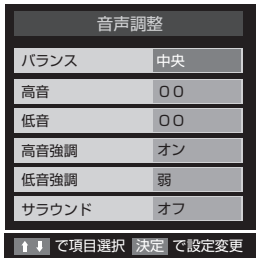 音声調整
バランス 中央
高音 ００
低音 ００
高音強調 オン
低音強調 弱
サラウンド オフ
⬆⬇ で項目選択 決定 で設定変更